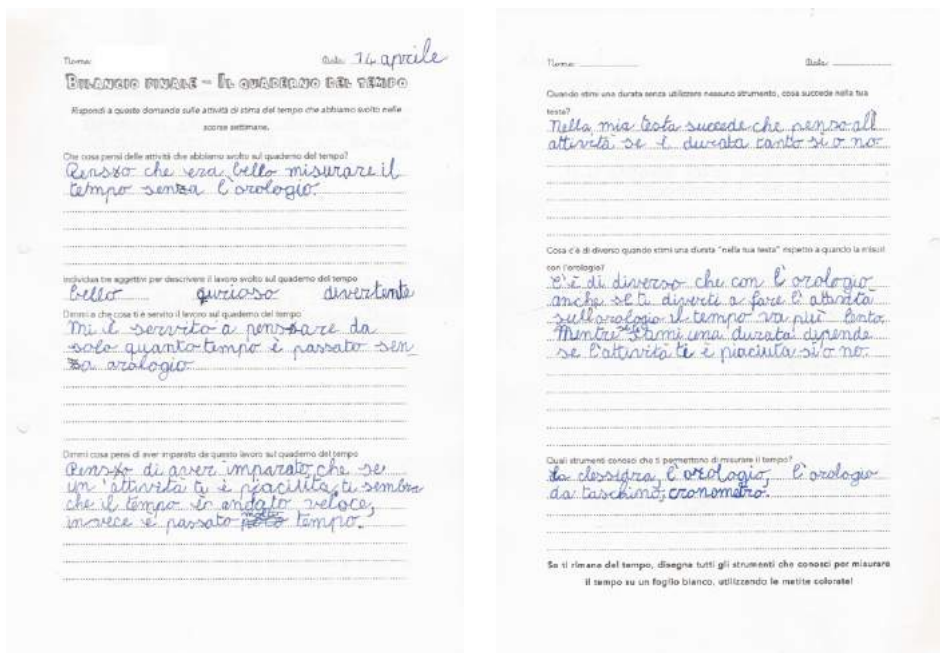 Nome: Data: 14 aprile
BILANCIO FINALE – IL QUADERNO DEL TEMPO
Rispondi a queste domande sulle attività di stima del tempo che abbiamo svolto nelle
scorse settimane.
Che cosa pensi delle attività che abbiamo svolto sul quaderno del tempo?
Penso che era bello misurare il
tempo senza l'orologio.
Individua tre aggettivi per descrivere il lavoro svolto sul quaderno del tempo
bello qurioso divertente
Dimmi a che cosa ti è servito il lavoro sul quaderno del tempo
Mi è servito a pensare da
solo quanto tempo è passato sen
za orologio.
Dimmi cosa pensi di aver imparato da questo lavoro sul quaderno del tempo
Penso di aver imparato, che se
un'attività ti è piaciuta, ti sembra
che il tempo è andato veloce,
invece è passato molto tempo.
Nome: Data:
Quando stimi una durata senza utilizzare nessuno strumento, cosa succede nella tua
testa?
Nella mia testa succede che penso all
attività se è durata tanto si o no.
Cosa c'è di diverso quando stimi una durata "nella tua testa" rispetto a quando la misuri
con l'orologio?
C'è di diverso che con l'orologio
anche se ti diverti a fare l'attività
sull'orologio il tempo va più lento.
Mentre se stimi una durata dipende
se l'attività te è piaciuta si o no.
Quali strumenti conosci che ti permettono di misurare il tempo?
La clessidra, l'orologio, l'orologio
da taschino, cronometro.
Se ti rimane del tempo, disegna tutti gli strumenti che conosci per misurare
il tempo su un foglio bianco, utilizzando le matite colorate!